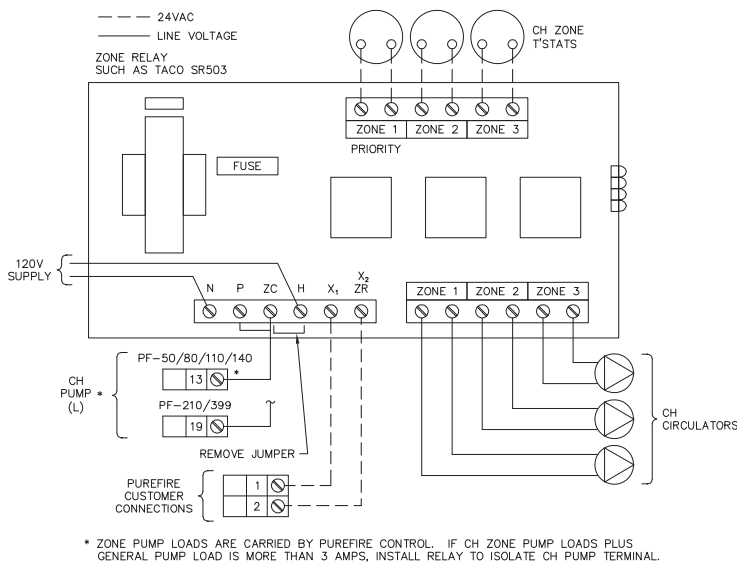 24VAC
LINE VOLTAGE
ZONE RELAY
SUCH AS TACO SR503
CH ZONE
T'STATS
ZONE 1 ZONE 2 ZONE 3
PRIORITY
FUSE
120V
SUPPLY
N P ZC H X₁ X₂
ZR
ZONE 1 ZONE 2 ZONE 3
PF-50/80/110/140
13 *
CH
PUMP *
(L)
PF-210/399
19
REMOVE JUMPER
CH
CIRCULATORS
PUREFIRE
CUSTOMER
CONNECTIONS
1
2
* ZONE PUMP LOADS ARE CARRIED BY PUREFIRE CONTROL. IF CH ZONE PUMP LOADS PLUS
GENERAL PUMP LOAD IS MORE THAN 3 AMPS, INSTALL RELAY TO ISOLATE CH PUMP TERMINAL.